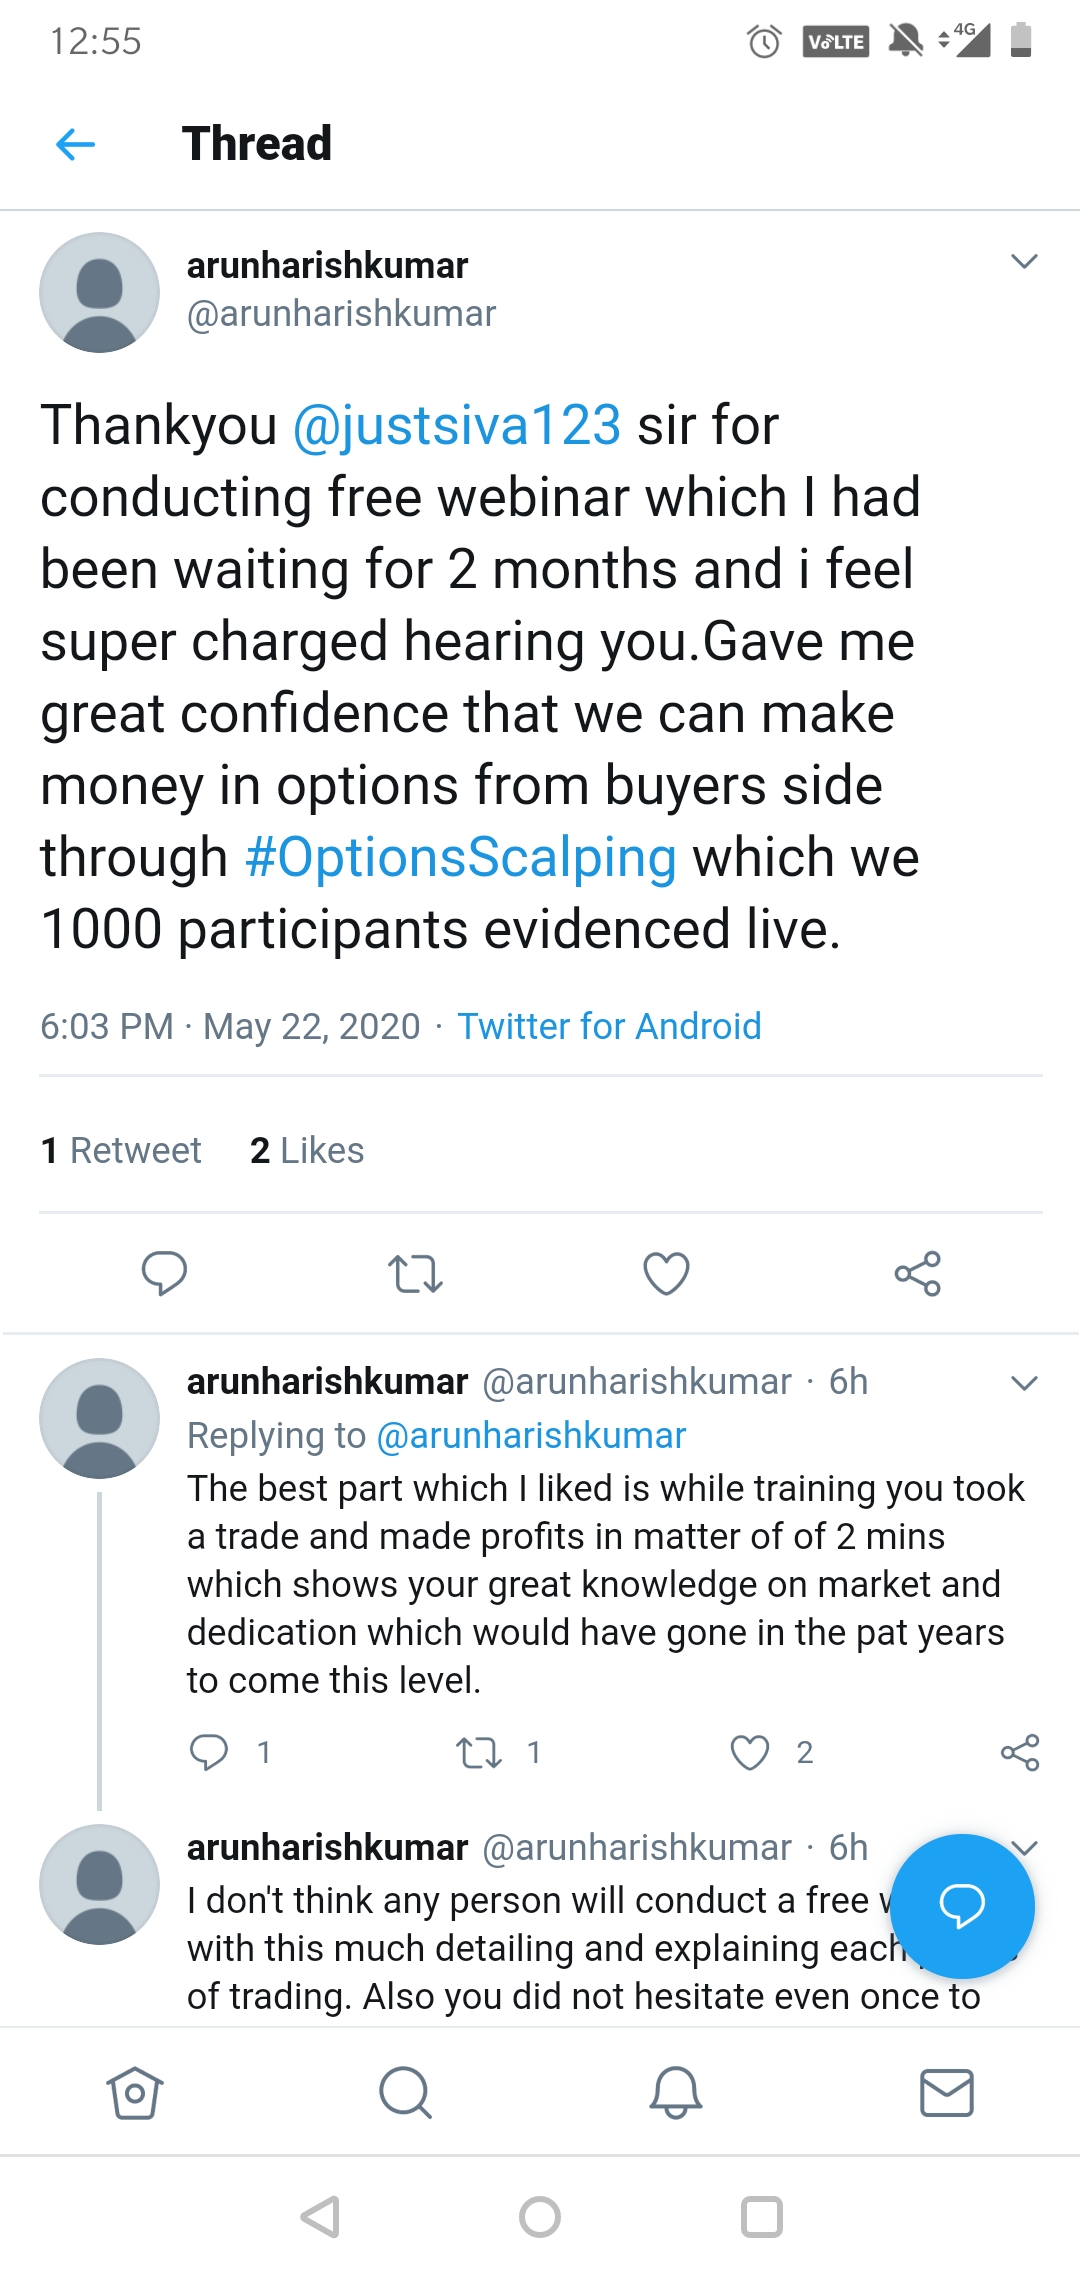 12:55
VoLTE
4G
Thread
arunharishkumar
@arunharishkumar
Thankyou @justsiva123 sir for
conducting free webinar which I had
been waiting for 2 months and i feel
super charged hearing you.Gave me
great confidence that we can make
money in options from buyers side
through #OptionsScalping which we
1000 participants evidenced live.
6:03 PM · May 22, 2020 · Twitter for Android
1 Retweet 2 Likes
arunharishkumar @arunharishkumar · 6h
Replying to @arunharishkumar
The best part which I liked is while training you took
a trade and made profits in matter of of 2 mins
which shows your great knowledge on market and
dedication which would have gone in the pat years
to come this level.
1 1 2
arunharishkumar @arunharishkumar · 6h
I don't think any person will conduct a free
with this much detailing and explaining each
of trading. Also you did not hesitate even once to